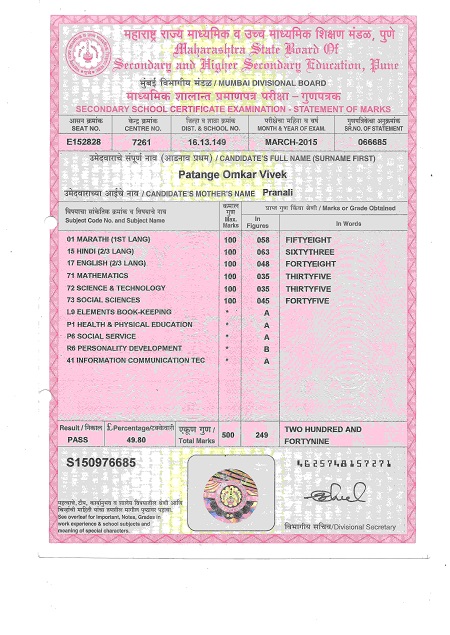 महाराष्ट्र राज्य माध्यमिक व उच्च माध्यमिक शिक्षण मंडळ, पुणे
Maharashtra State Board Of
Secondary and Higher Secondary Education, Pune
मुंबई विभागीय मंडळ / MUMBAI DIVISIONAL BOARD
माध्यमिक शालान्त प्रमाणपत्र परीक्षा - गुणपत्रक
SECONDARY SCHOOL CERTIFICATE EXAMINATION - STATEMENT OF MARKS
आसन क्रमांक केन्द्र क्रमांक जिल्हा व शाळा क्रमांक परीक्षेचा महिना व वर्ष गुणपत्रिकेचा अनुक्रमांक
SEAT NO. CENTRE NO. DIST. & SCHOOL NO. MONTH & YEAR OF EXAM. SR.NO. OF STATEMENT
E152828 7261 16.13.149 MARCH-2015 066685
उमेदवाराचे संपूर्ण नाव (आडनाव प्रथम) / CANDIDATE'S FULL NAME (SURNAME FIRST)
Patange Omkar Vivek
उमेदवाराच्या आईचे नाव / CANDIDATE'S MOTHER'S NAME Pranali
विषयाचा सांकेतिक क्रमांक व विषयाचे नाव
Subject Code No. and Subject Name
कमाल गुण
Max. Marks
प्राप्त गुण किंवा श्रेणी / Marks or Grade Obtained
In Figures In Words
01 MARATHI (1ST LANG) 100 058 FIFTYEIGHT
15 HINDI (2/3 LANG) 100 063 SIXTYTHREE
17 ENGLISH (2/3 LANG) 100 048 FORTYEIGHT
71 MATHEMATICS 100 035 THIRTYFIVE
72 SCIENCE & TECHNOLOGY 100 035 THIRTYFIVE
73 SOCIAL SCIENCES 100 045 FORTYFIVE
L9 ELEMENTS BOOK-KEEPING * A
P1 HEALTH & PHYSICAL EDUCATION * A
P6 SOCIAL SERVICE * A
R6 PERSONALITY DEVELOPMENT * B
41 INFORMATION COMMUNICATION TEC * A
Result / निकाल £.Percentage/टक्केवारी एकूण गुण / Total Marks 500 249 TWO HUNDRED AND
PASS 49.80 FORTYNINE
S150976685
4625748157271
See overleaf for Important, Notes, Grades in
work experience & school subjects and
meaning of special characters.
विभागीय सचिव/Divisional Secretary